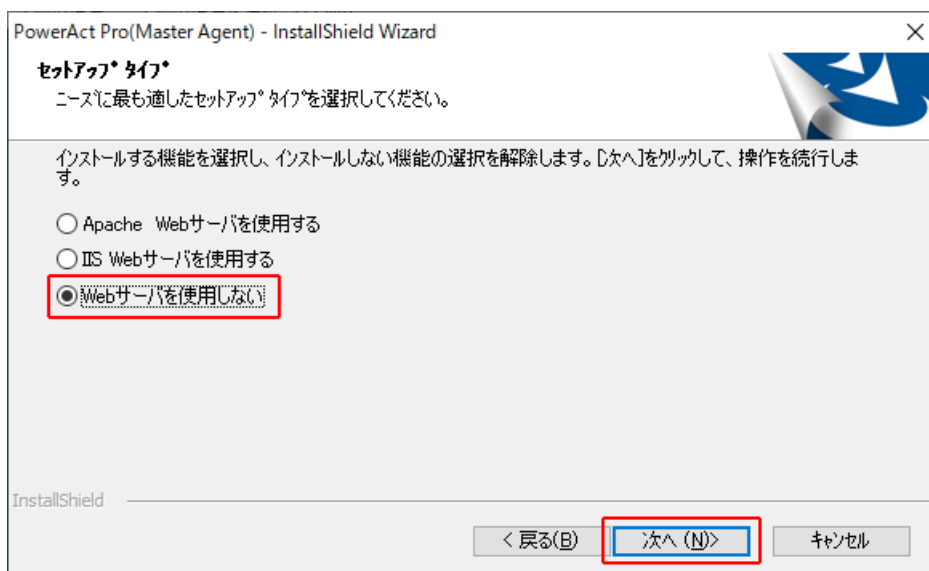 PowerAct Pro(Master Agent) - InstallShield Wizard
セットアップ タイプ
ニーズに最も適したセットアップ タイプを選択してください。
インストールする機能を選択し、インストールしない機能の選択を解除します。[次へ]をクリックして、操作を続行しま
す。
Apache Webサーバを使用する
IIS Webサーバを使用する
Webサーバを使用しない
InstallShield
< 戻る(B)
次へ (N)>
キャンセル